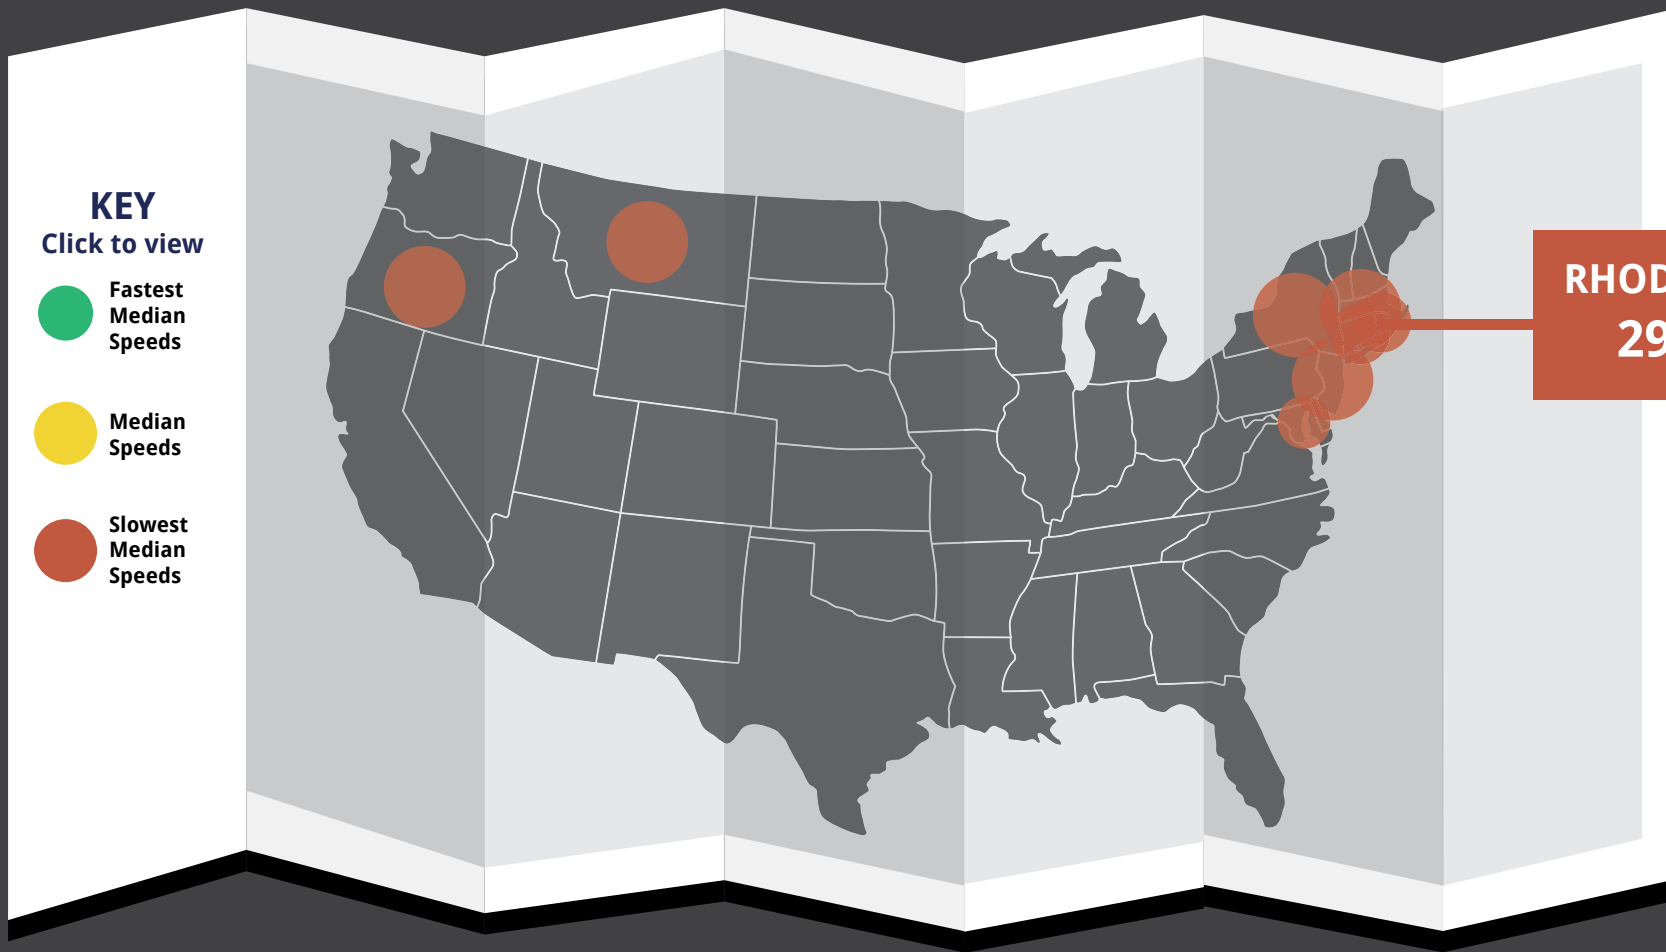 KEY
Click to view
Fastest
Median
Speeds
Median
Speeds
Slowest
Median
Speeds
RHOD
29